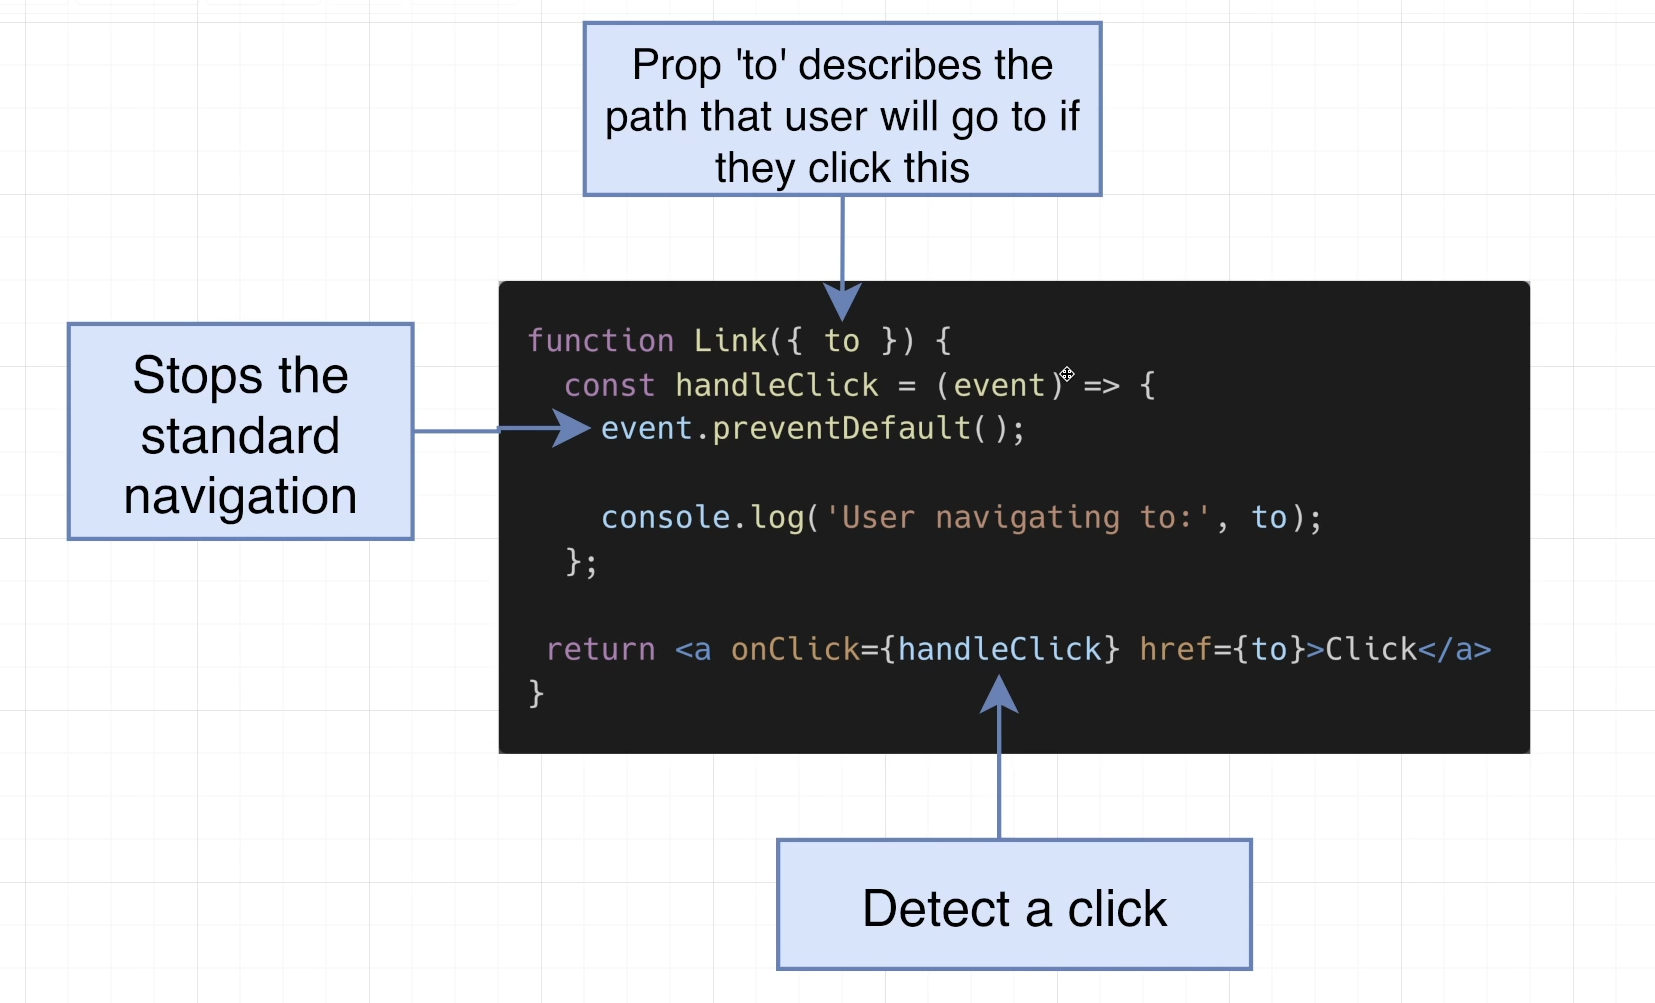 Prop 'to' describes the
path that user will go to if
they click this
Stops the
standard
navigation
function Link({ to }) {
  const handleClick = (event) => {
    event.preventDefault();

    console.log('User navigating to:', to);
  };

 return <a onClick={handleClick} href={to}>Click</a>
}
Detect a click